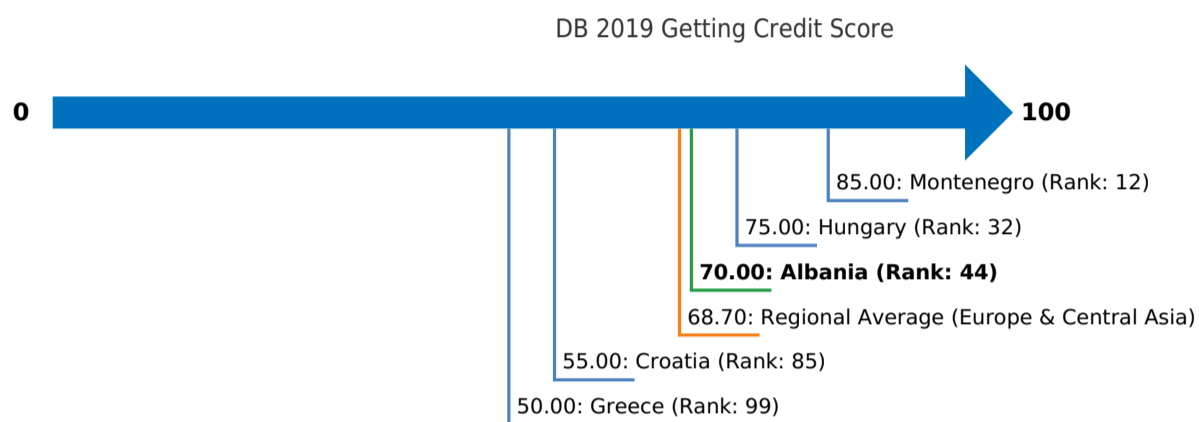 DB 2019 Getting Credit Score
0
100
85.00: Montenegro (Rank: 12)
75.00: Hungary (Rank: 32)
70.00: Albania (Rank: 44)
68.70: Regional Average (Europe & Central Asia)
55.00: Croatia (Rank: 85)
50.00: Greece (Rank: 99)